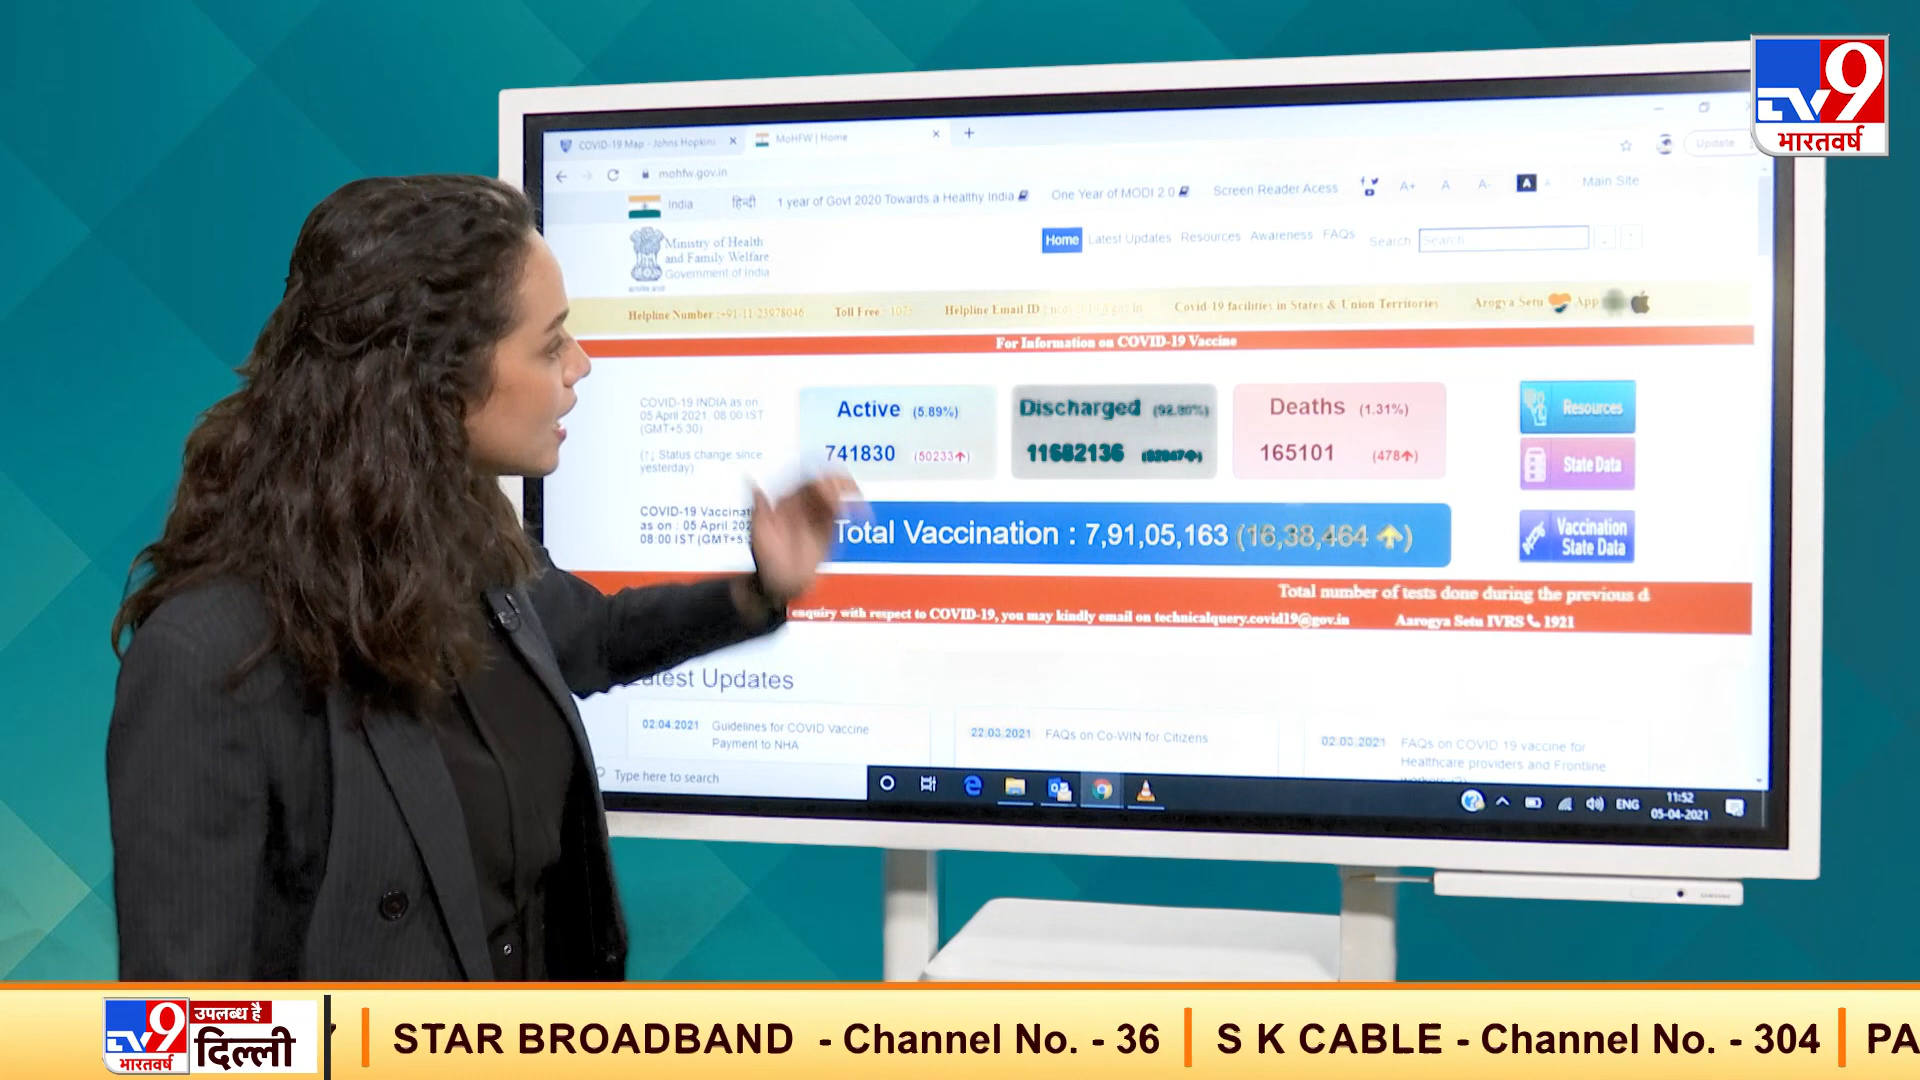 TV9
भारतवर्ष
COVID-19 Map - Johns Hopkins
MoHFW | Home
Update
mohfw.gov.in
India
हिन्दी
1 year of Govt 2020 Towards a Healthy India
One Year of MODI 2.0
Screen Reader Acess
A+
A
A-
A
A
Main Site
Ministry of Health
and Family Welfare
Government of India
Home
Latest Updates
Resources
Awareness
FAQs
Search
Search
Helpline Number :+91-11-23978046
Toll Free : 1075
Helpline Email ID :
Covid-19 facilities in States & Union Territories
Arogya Setu
App
For Information on COVID-19 Vaccine
COVID-19 INDIA as on :
05 April 2021, 08:00 IST
(GMT+5:30)
(↑↓ Status change since
yesterday)
Active (5.89%)
741830 (50233↑)
Discharged (92.80%)
11682136
Deaths (1.31%)
165101 (478↑)
Resources
State Data
Vaccination
State Data
COVID-19 Vaccinat
as on : 05 April 202
08:00 IST (GMT+5:
Total Vaccination : 7,91,05,163 (16,38,464 ↑)
Total number of tests done during the previous d
enquiry with respect to COVID-19, you may kindly email on technicalquery.covid19@gov.in
Aarogya Setu IVRS 1921
Latest Updates
02.04.2021
Guidelines for COVID Vaccine
Payment to NHA
22.03.2021
FAQs on Co-WIN for Citizens
02.03.2021
FAQs on COVID 19 vaccine for
Healthcare providers and Frontline
Type here to search
ENG
11:52
05-04-2021
SAMSUNG
TV9
भारतवर्ष
उपलब्ध है
दिल्ली
STAR BROADBAND - Channel No. - 36
S K CABLE - Channel No. - 304
PA